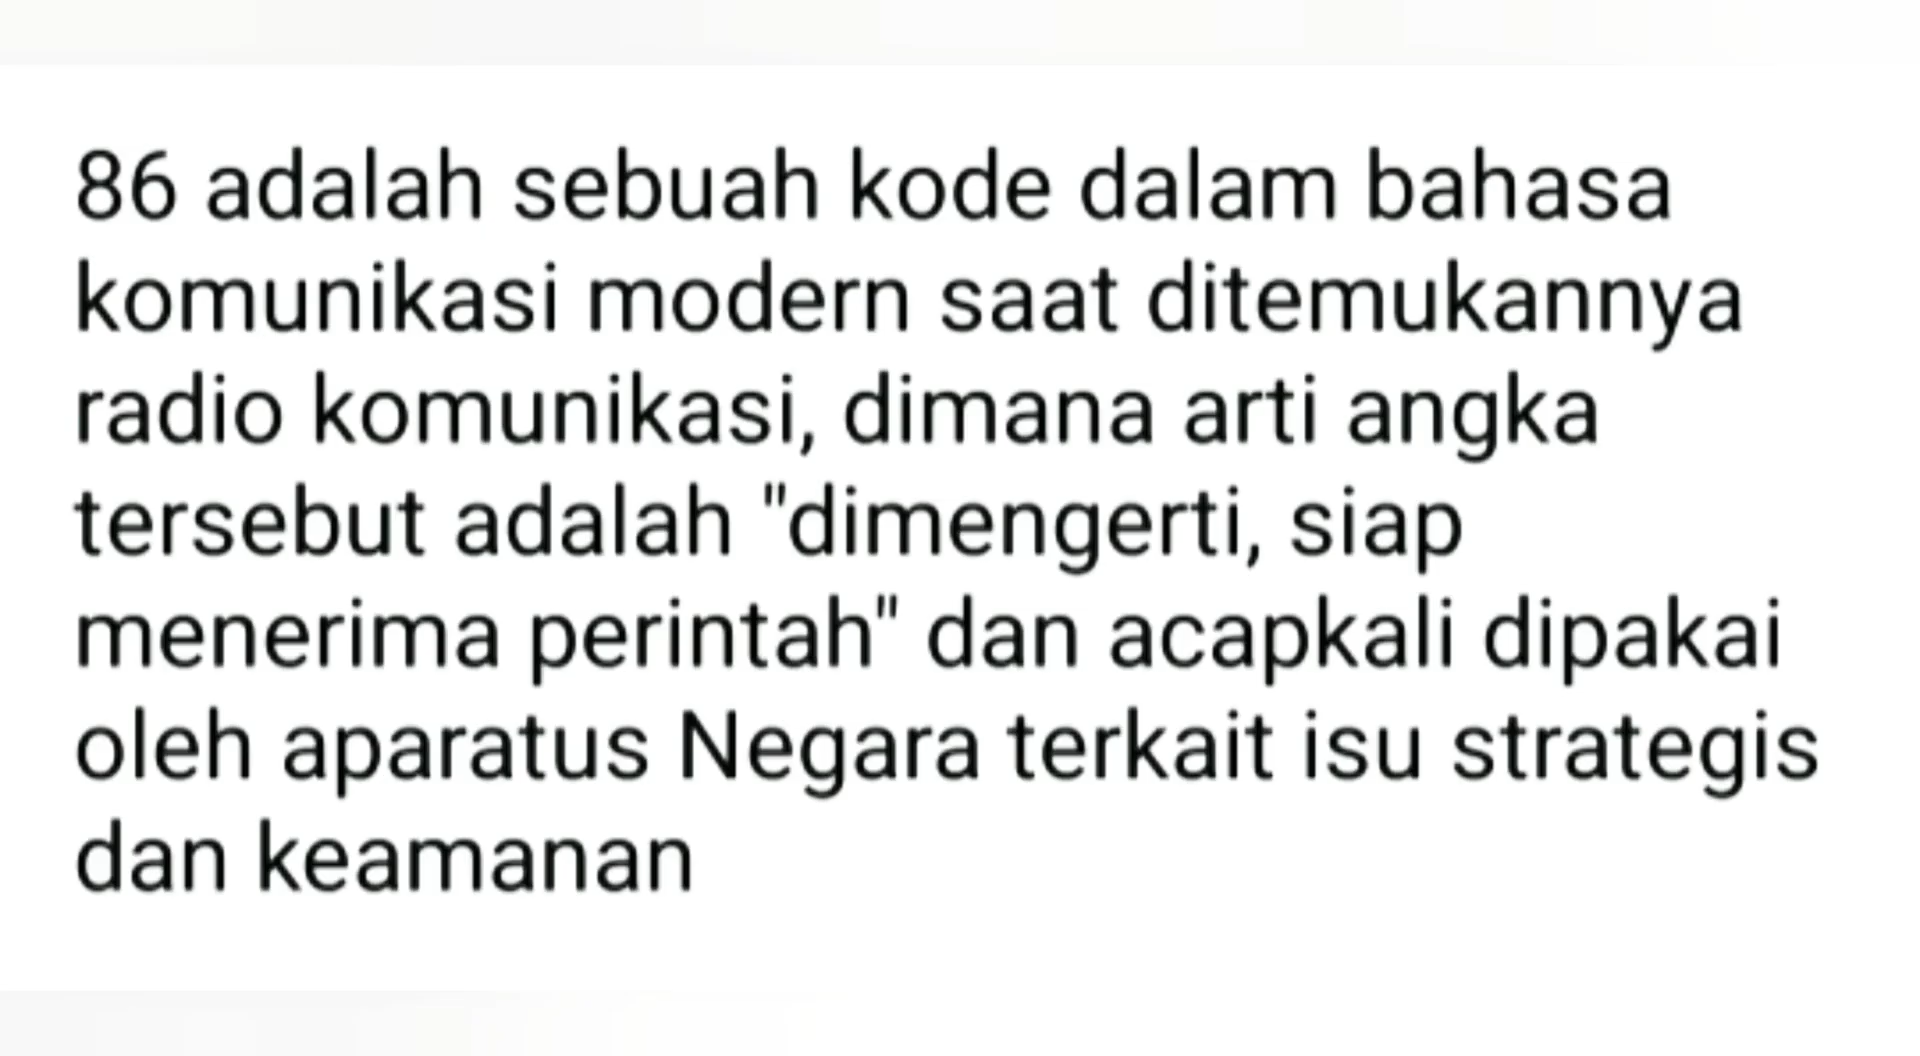 86 adalah sebuah kode dalam bahasa
komunikasi modern saat ditemukannya
radio komunikasi, dimana arti angka
tersebut adalah "dimengerti, siap
menerima perintah" dan acapkali dipakai
oleh aparatus Negara terkait isu strategis
dan keamanan